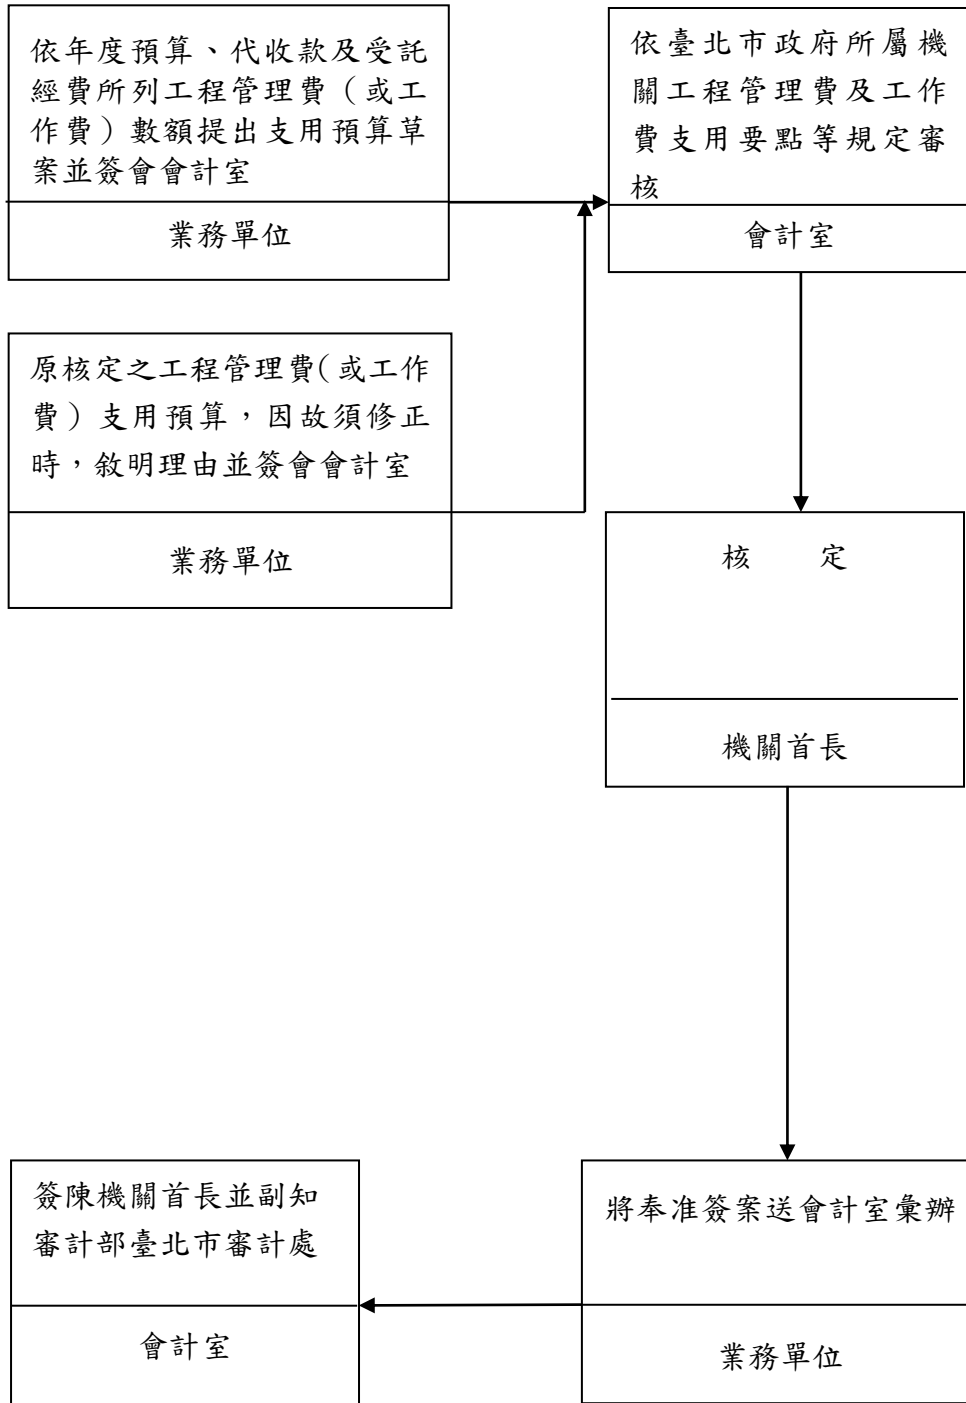 依年度預算、代收款及受託
經費所列工程管理費（或工
作費）數額提出支用預算草
案並簽會會計室
業務單位
依臺北市政府所屬機
關工程管理費及工作
費支用要點等規定審
核
會計室
原核定之工程管理費（或工作
費）支用預算，因故須修正
時，敘明理由並簽會會計室
業務單位
核　　定
機關首長
將奉准簽案送會計室彙辦
業務單位
簽陳機關首長並副知
審計部臺北市審計處
會計室